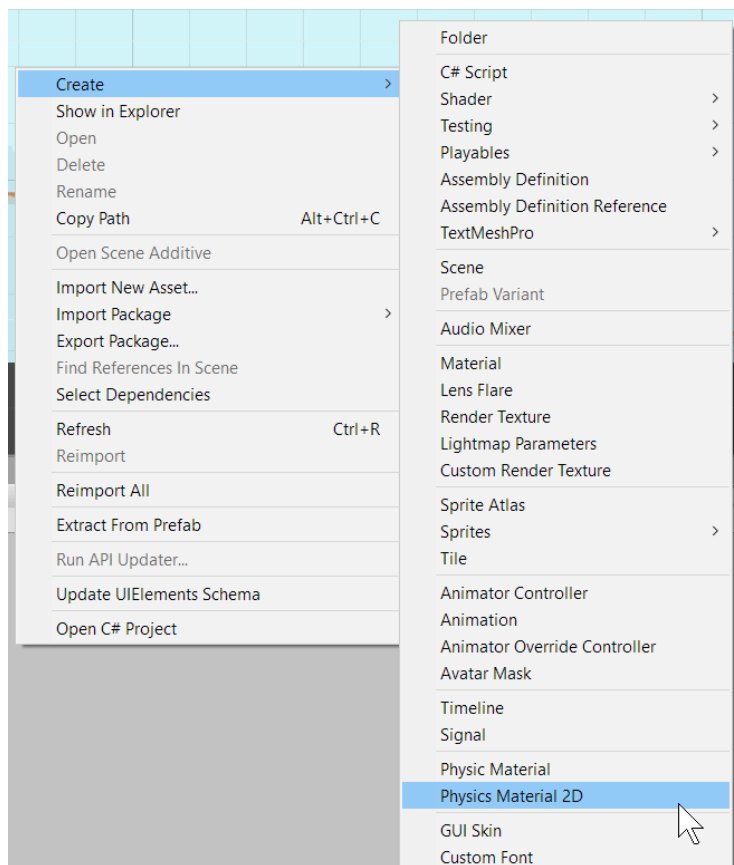 Create
Show in Explorer
Open
Delete
Rename
Copy Path Alt+Ctrl+C
Open Scene Additive
Import New Asset...
Import Package
Export Package...
Find References In Scene
Select Dependencies
Refresh Ctrl+R
Reimport
Reimport All
Extract From Prefab
Run API Updater...
Update UIElements Schema
Open C# Project
Folder
C# Script
Shader
Testing
Playables
Assembly Definition
Assembly Definition Reference
TextMeshPro
Scene
Prefab Variant
Audio Mixer
Material
Lens Flare
Render Texture
Lightmap Parameters
Custom Render Texture
Sprite Atlas
Sprites
Tile
Animator Controller
Animation
Animator Override Controller
Avatar Mask
Timeline
Signal
Physic Material
Physics Material 2D
GUI Skin
Custom Font